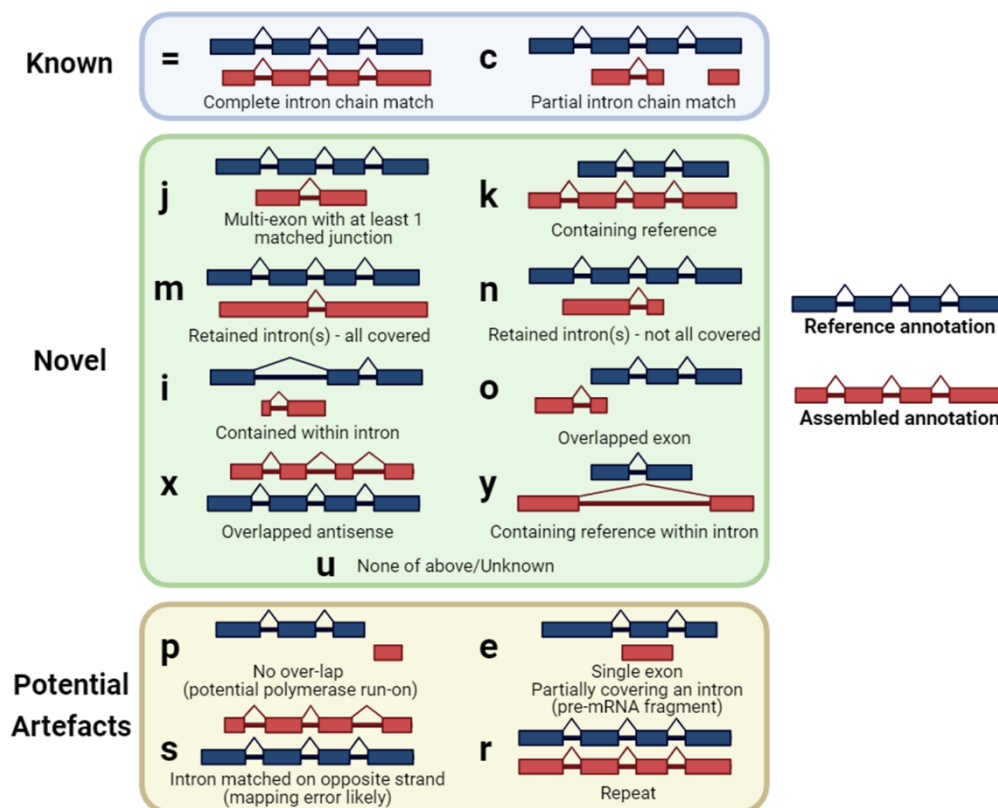 Known
=
Complete intron chain match
c
Partial intron chain match
Novel
j
Multi-exon with at least 1
matched junction
k
Containing reference
m
Retained intron(s) - all covered
n
Retained intron(s) - not all covered
i
Contained within intron
o
Overlapped exon
x
Overlapped antisense
y
Containing reference within intron
u
None of above/Unknown
Reference annotation
Assembled annotation
Potential
Artefacts
p
No over-lap
(potential polymerase run-on)
e
Single exon
Partially covering an intron
(pre-mRNA fragment)
s
Intron matched on opposite strand
(mapping error likely)
r
Repeat